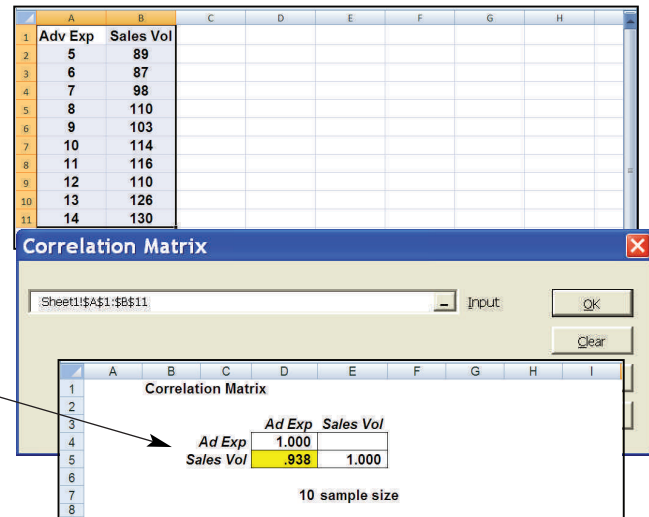 A B C D E F G H
1 Adv Exp Sales Vol
2 5 89
3 6 87
4 7 98
5 8 110
6 9 103
7 10 114
8 11 116
9 12 110
10 13 126
11 14 130
Correlation Matrix
Sheet1!$A$1:$B$11 Input OK
Clear
A B C D E F G H I
1 Correlation Matrix
2
3 Ad Exp Sales Vol
4 Ad Exp 1.000
5 Sales Vol .938 1.000
6
7 10 sample size
8